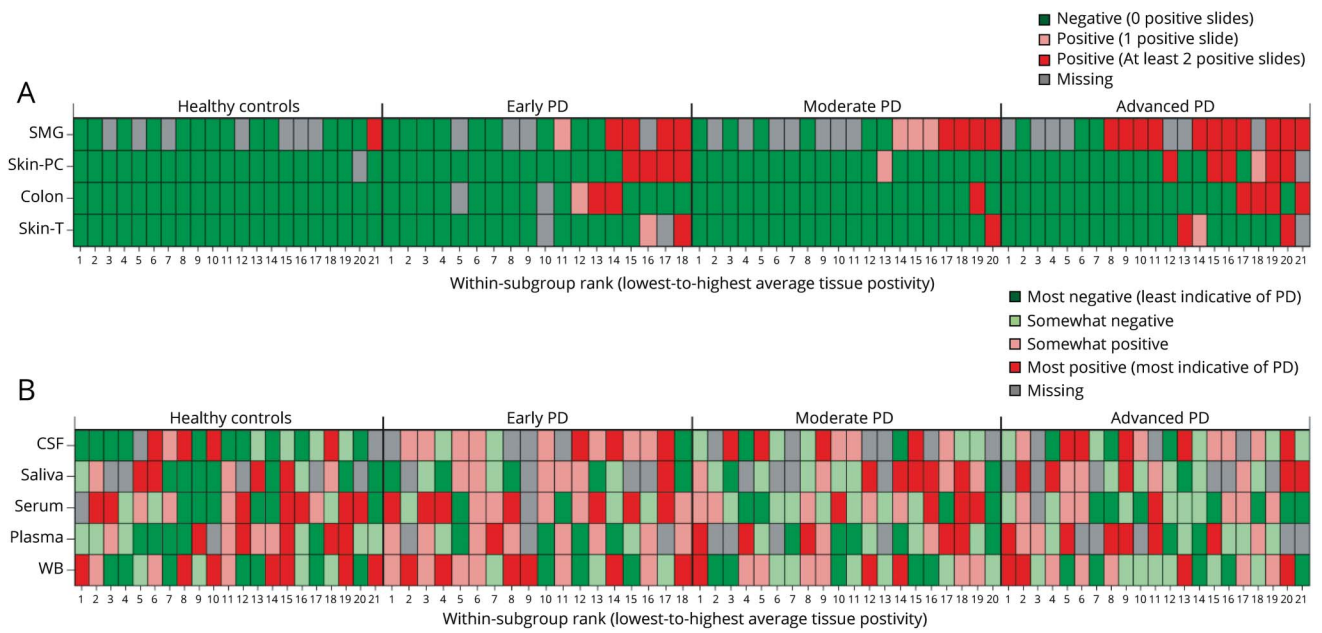 Negative (0 positive slides)
Positive (1 positive slide)
Positive (At least 2 positive slides)
Missing
A
Healthy controls Early PD Moderate PD Advanced PD
SMG
Skin-PC
Colon
Skin-T
1 2 3 4 5 6 7 8 9 10 11 12 13 14 15 16 17 18 19 20 21 1 2 3 4 5 6 7 8 9 10 11 12 13 14 15 16 17 18 1 2 3 4 5 6 7 8 9 10 11 12 13 14 15 16 17 18 19 20 1 2 3 4 5 6 7 8 9 10 11 12 13 14 15 16 17 18 19 20 21
Within-subgroup rank (lowest-to-highest average tissue postivity)
Most negative (least indicative of PD)
Somewhat negative
Somewhat positive
Most positive (most indicative of PD)
Missing
B
Healthy controls Early PD Moderate PD Advanced PD
CSF
Saliva
Serum
Plasma
WB
1 2 3 4 5 6 7 8 9 10 11 12 13 14 15 16 17 18 19 20 21 1 2 3 4 5 6 7 8 9 10 11 12 13 14 15 16 17 18 1 2 3 4 5 6 7 8 9 10 11 12 13 14 15 16 17 18 19 20 1 2 3 4 5 6 7 8 9 10 11 12 13 14 15 16 17 18 19 20 21
Within-subgroup rank (lowest-to-highest average tissue postivity)